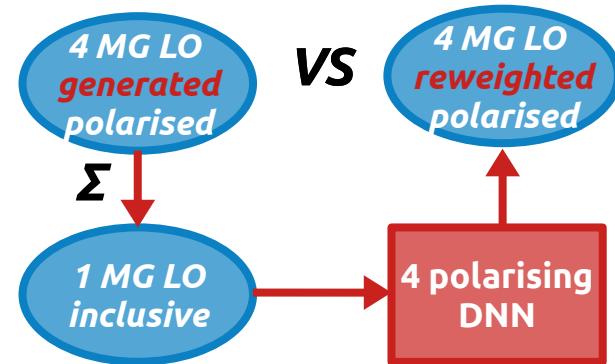 4 MG LO
generated
polarised
VS
4 MG LO
reweighted
polarised
Σ
1 MG LO
inclusive
4 polarising
DNN